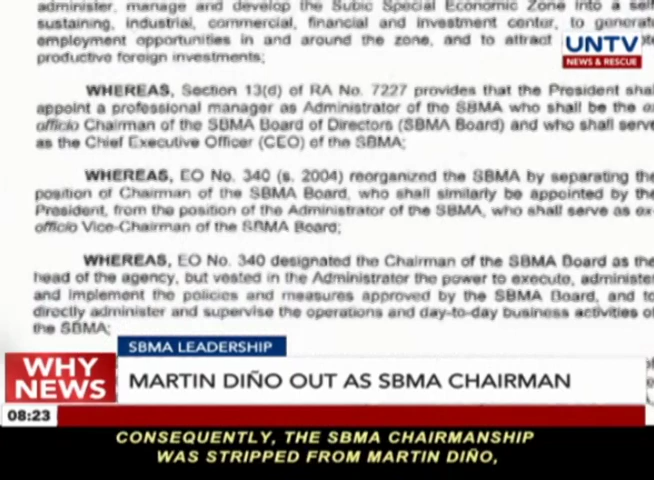 administer, manage and develop the Subic Special Economic Zone into a self
sustaining, industrial, commercial, financial and investment center, to generate
employment opportunities in and around the zone, and to attract
productive foreign investments;
UNTV
NEWS & RESCUE
WHEREAS, Section 13(d) of RA No. 7227 provides that the President shal
appoint a professional manager as Administrator of the SBMA who shall be the ex
officio Chairman of the SBMA Board of Directors (SBMA Board) and who shall serve
as the Chief Executive Officer (CEO) of the SBMA;
WHEREAS, EO No. 340 (s. 2004) reorganized the SBMA by separating the
position of Chairman of the SBMA Board, who shall similarly be appointed by the
President, from the position of the Administrator of the SBMA, who shall serve as ex-
officio Vice-Chairman of the SBMA Board;
WHEREAS, EO No. 340 designated the Chairman of the SBMA Board as the
head of the agency, but vested in the Administrator the power to execute, administer
and implement the policies and measures approved by the SBMA Board, and to
directly administer and supervise the operations and day-to-day business activities of
the SBMA;
SBMA LEADERSHIP
WHY
NEWS
MARTIN DIÑO OUT AS SBMA CHAIRMAN
08:23
CONSEQUENTLY, THE SBMA CHAIRMANSHIP
WAS STRIPPED FROM MARTIN DIÑO,